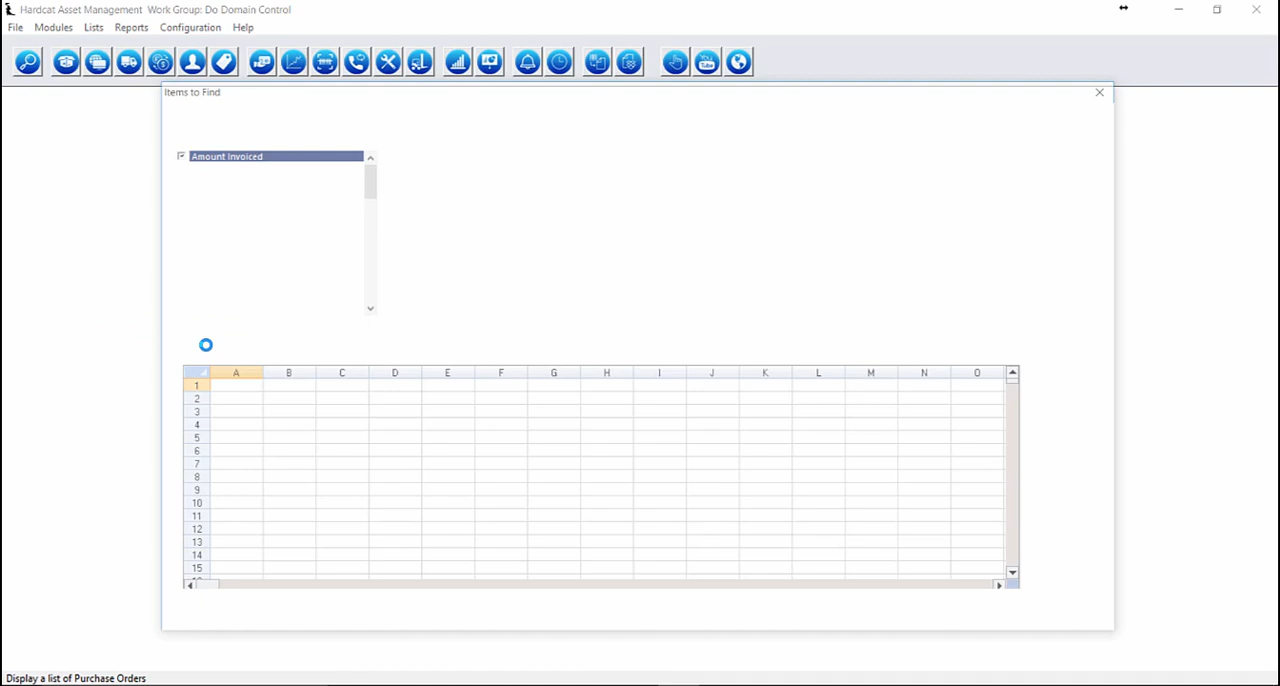 Hardcat Asset Management Work Group: Do Domain Control
File Modules Lists Reports Configuration Help
You Tube
Items to Find
Amount Invoiced
A B C D E F G H I J K L M N O
1
2
3
4
5
6
7
8
9
10
11
12
13
14
15
Display a list of Purchase Orders